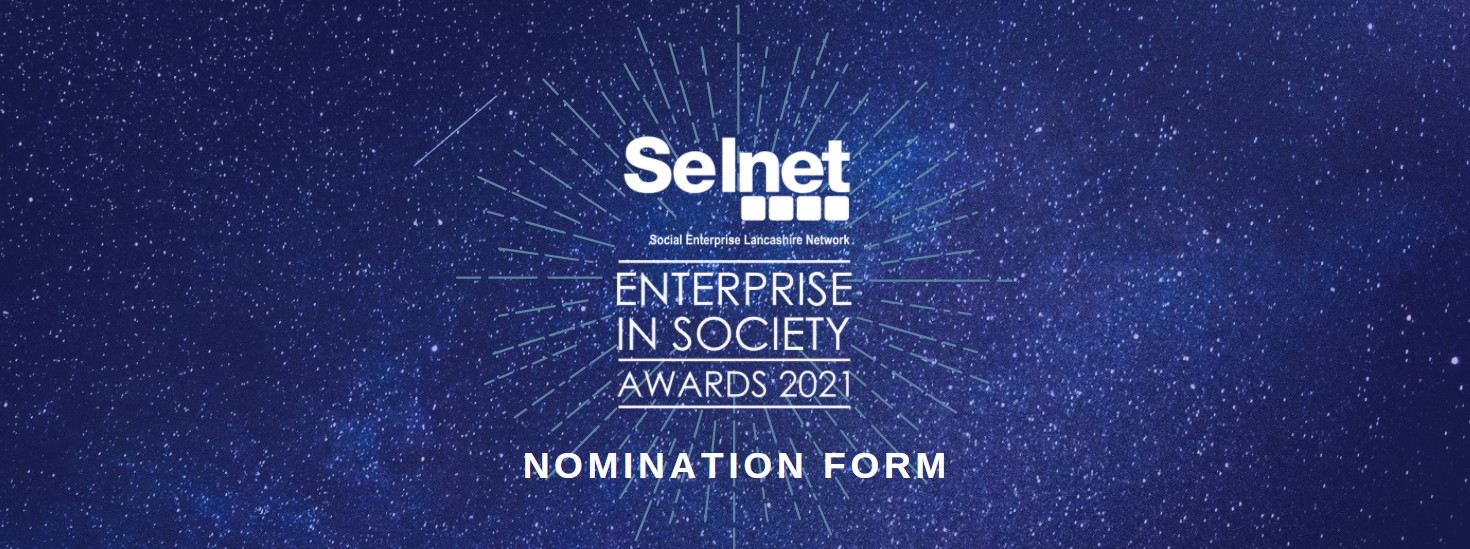 Selnet
Social Enterprise Lancashire Network
ENTERPRISE
IN SOCIETY
AWARDS 2021
NOMINATION FORM